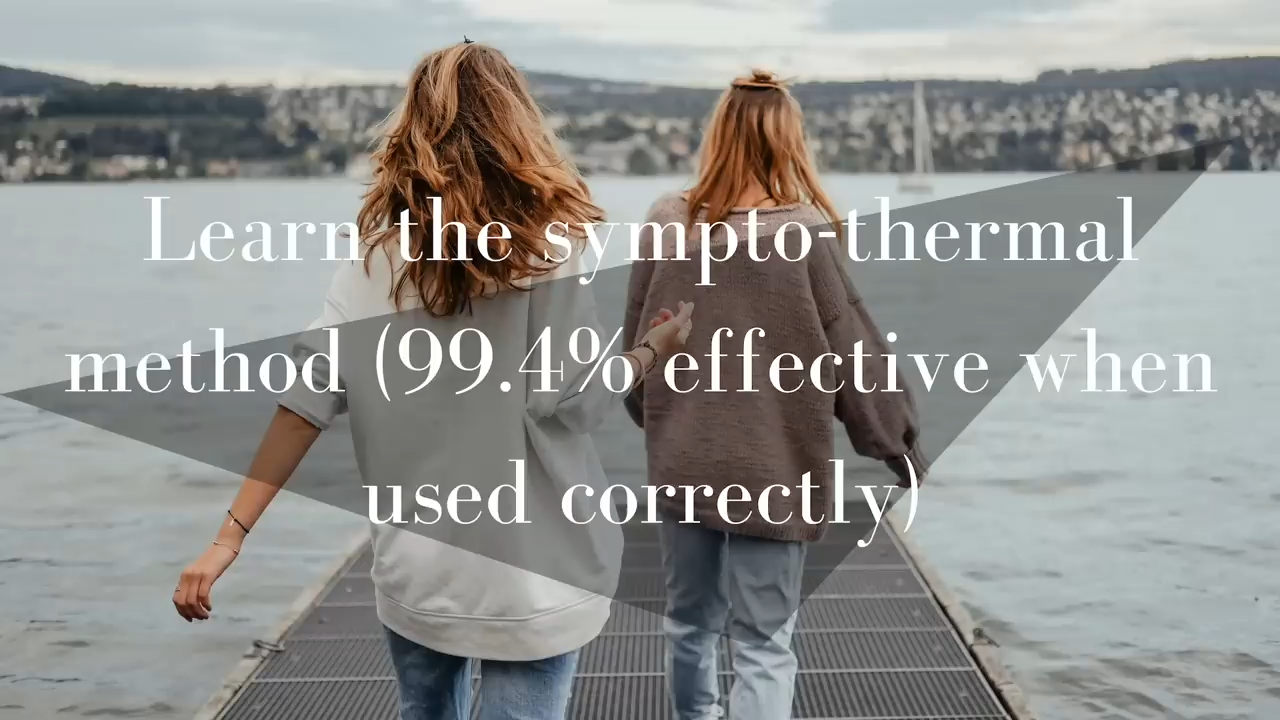 Learn the sympto-thermal
method (99.4% effective when
used correctly)